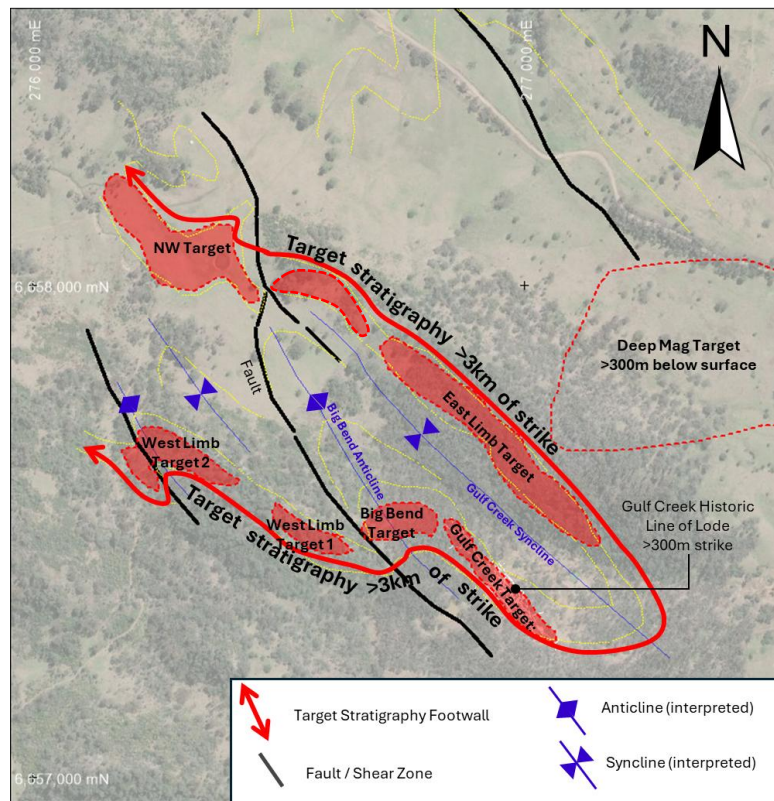 276,000 mE
277,000 mE
N
NW Target
Target stratigraphy >3km of strike
6,658,000 mN
Deep Mag Target
>300m below surface
Fault
East Limb Target
Big Bend Anticline
West Limb
Target 2
Gulf Creek Syncline
Gulf Creek Historic
Line of Lode
>300m strike
West Limb
Target 1
Big Bend
Target
Gulf Creek Target
Target stratigraphy >3km of strike
Target Stratigraphy Footwall
Anticline (interpreted)
Fault / Shear Zone
Syncline (interpreted)
6,657,000 mN